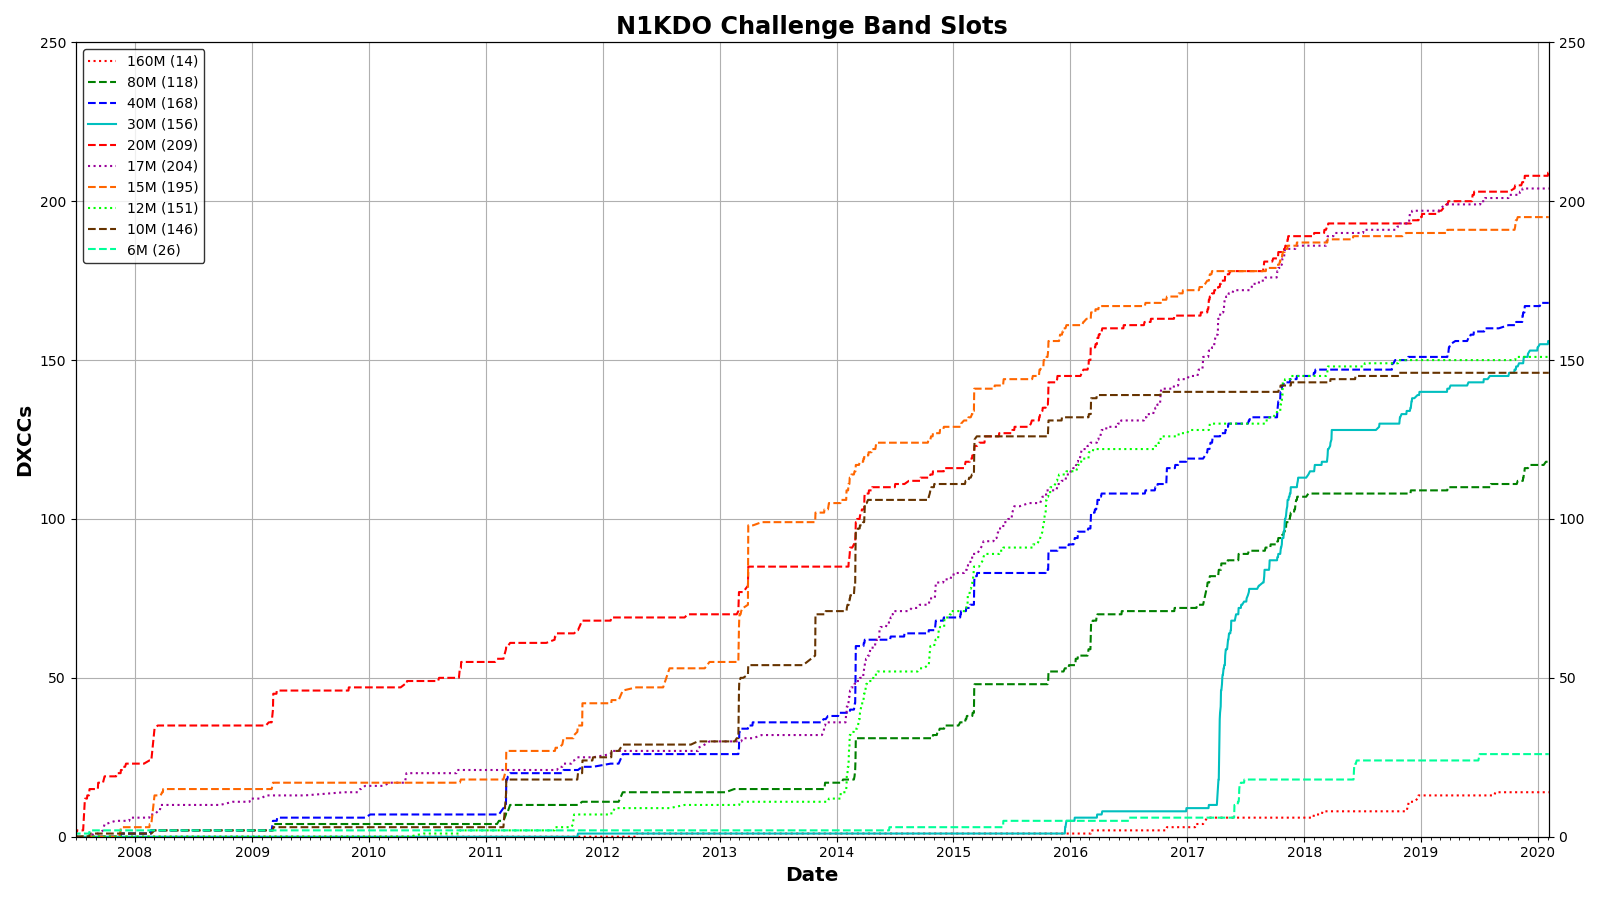 N1KDO Challenge Band Slots
250
200
150
100
50
0
DXCCs
160M (14)
80M (118)
40M (168)
30M (156)
20M (209)
17M (204)
15M (195)
12M (151)
10M (146)
6M (26)
250
200
150
100
50
0
2008 2009 2010 2011 2012 2013 2014 2015 2016 2017 2018 2019 2020
Date